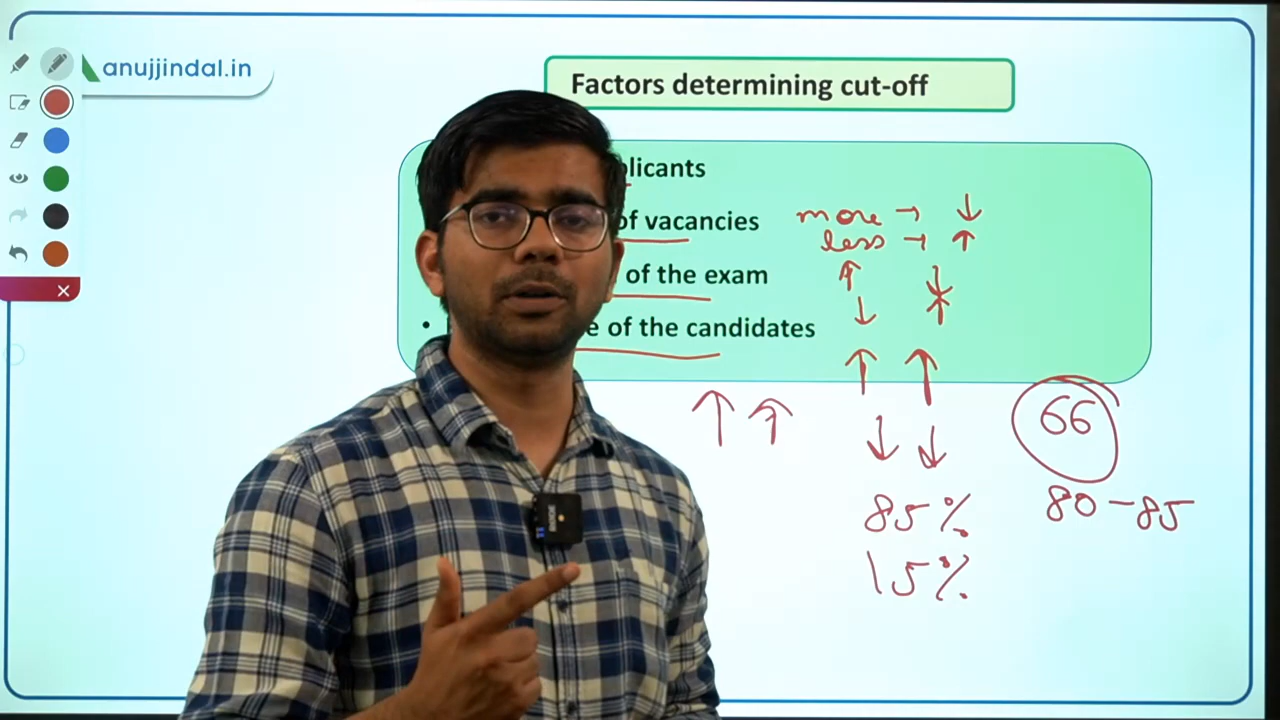 anujjindal.in
Factors determining cut-off
plicants
of vacancies
more → ↓
less → ↑
of the exam
↑ ↓
↓ ↑
• e of the candidates
↑ ↑
↑ ↑
↓ ↓
66
85%
80-85
15%